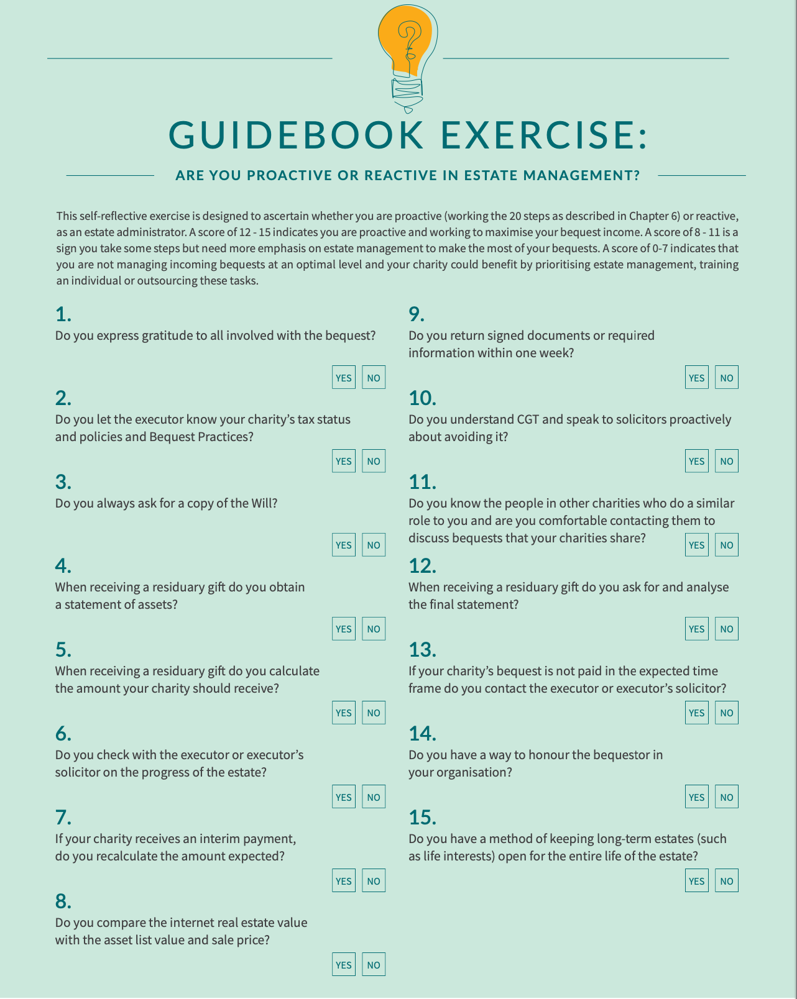 ?
GUIDEBOOK EXERCISE:
ARE YOU PROACTIVE OR REACTIVE IN ESTATE MANAGEMENT?
This self-reflective exercise is designed to ascertain whether you are proactive (working the 20 steps as described in Chapter 6) or reactive,
as an estate administrator. A score of 12 - 15 indicates you are proactive and working to maximise your bequest income. A score of 8 - 11 is a
sign you take some steps but need more emphasis on estate management to make the most of your bequests. A score of 0-7 indicates that
you are not managing incoming bequests at an optimal level and your charity could benefit by prioritising estate management, training
an individual or outsourcing these tasks.
1.
Do you express gratitude to all involved with the bequest?
YES NO
2.
Do you let the executor know your charity’s tax status
and policies and Bequest Practices?
YES NO
3.
Do you always ask for a copy of the Will?
YES NO
4.
When receiving a residuary gift do you obtain
a statement of assets?
YES NO
5.
When receiving a residuary gift do you calculate
the amount your charity should receive?
YES NO
6.
Do you check with the executor or executor’s
solicitor on the progress of the estate?
YES NO
7.
If your charity receives an interim payment,
do you recalculate the amount expected?
YES NO
8.
Do you compare the internet real estate value
with the asset list value and sale price?
YES NO
9.
Do you return signed documents or required
information within one week?
YES NO
10.
Do you understand CGT and speak to solicitors proactively
about avoiding it?
YES NO
11.
Do you know the people in other charities who do a similar
role to you and are you comfortable contacting them to
discuss bequests that your charities share?
YES NO
12.
When receiving a residuary gift do you ask for and analyse
the final statement?
YES NO
13.
If your charity’s bequest is not paid in the expected time
frame do you contact the executor or executor’s solicitor?
YES NO
14.
Do you have a way to honour the bequestor in
your organisation?
YES NO
15.
Do you have a method of keeping long-term estates (such
as life interests) open for the entire life of the estate?
YES NO